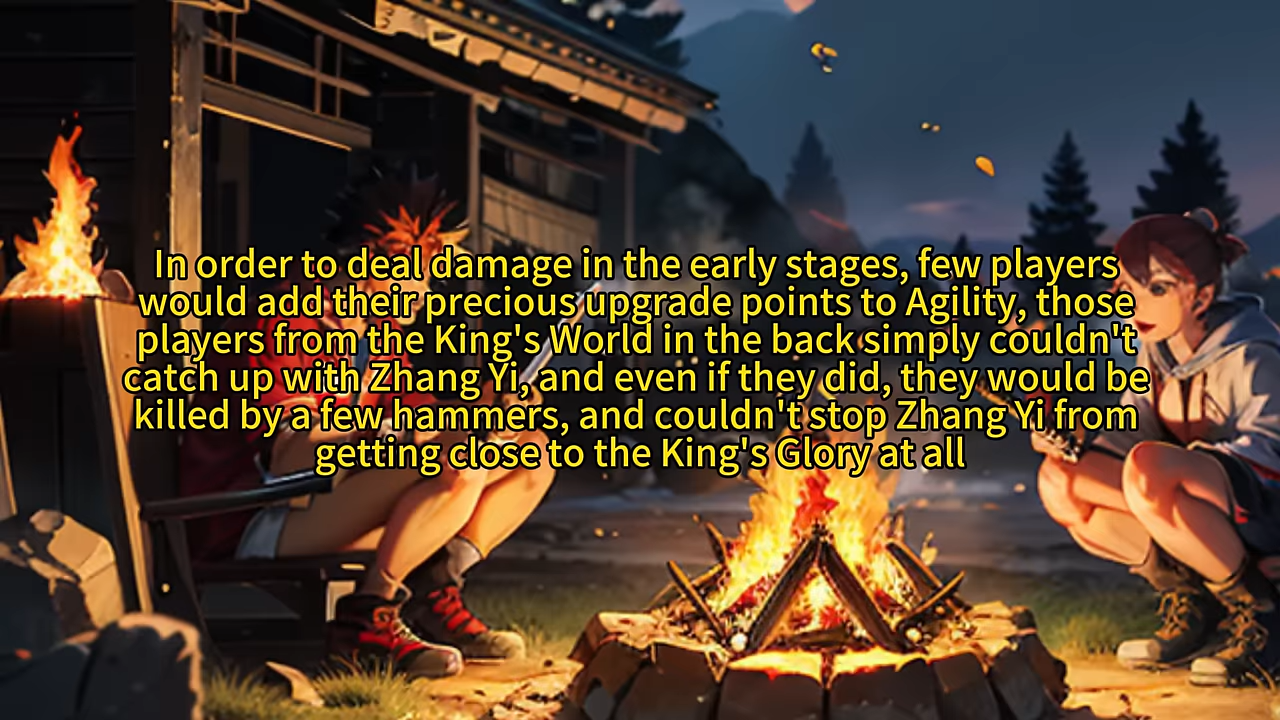 In order to deal damage in the early stages, few players
would add their precious upgrade points to Agility, those
players from the King's World in the back simply couldn't
catch up with Zhang Yi, and even if they did, they would be
killed by a few hammers, and couldn't stop Zhang Yi from
getting close to the King's Glory at all